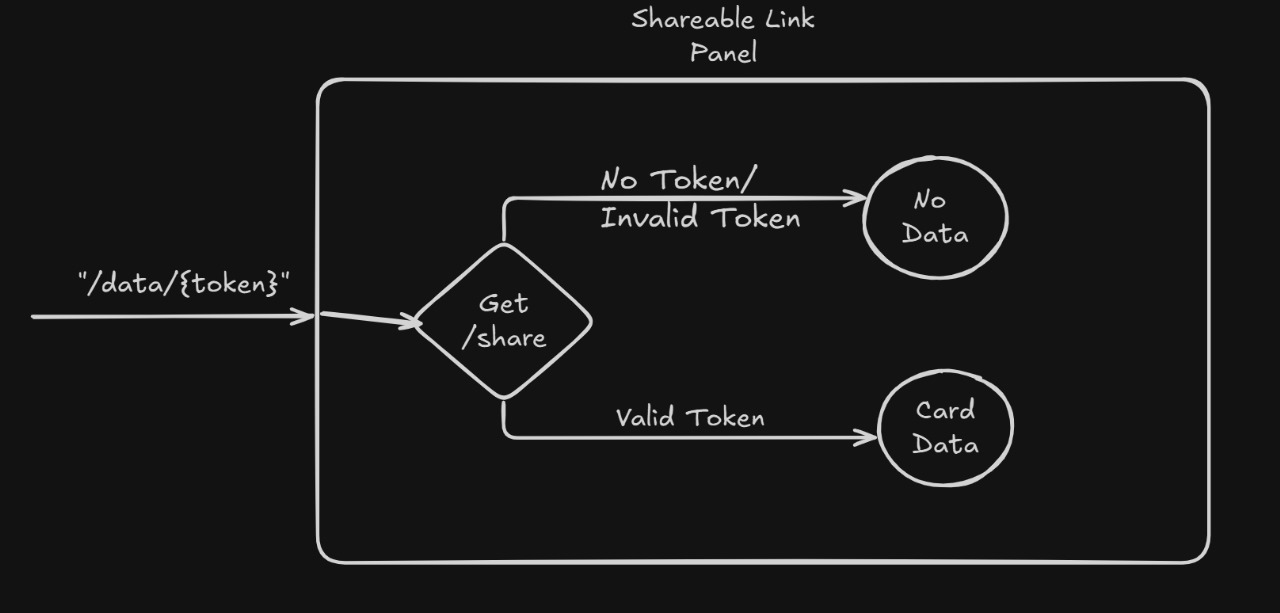 Shareable Link
Panel
No Token/
Invalid Token
No
Data
"/data/{token}"
Get
/share
Valid Token
Card
Data